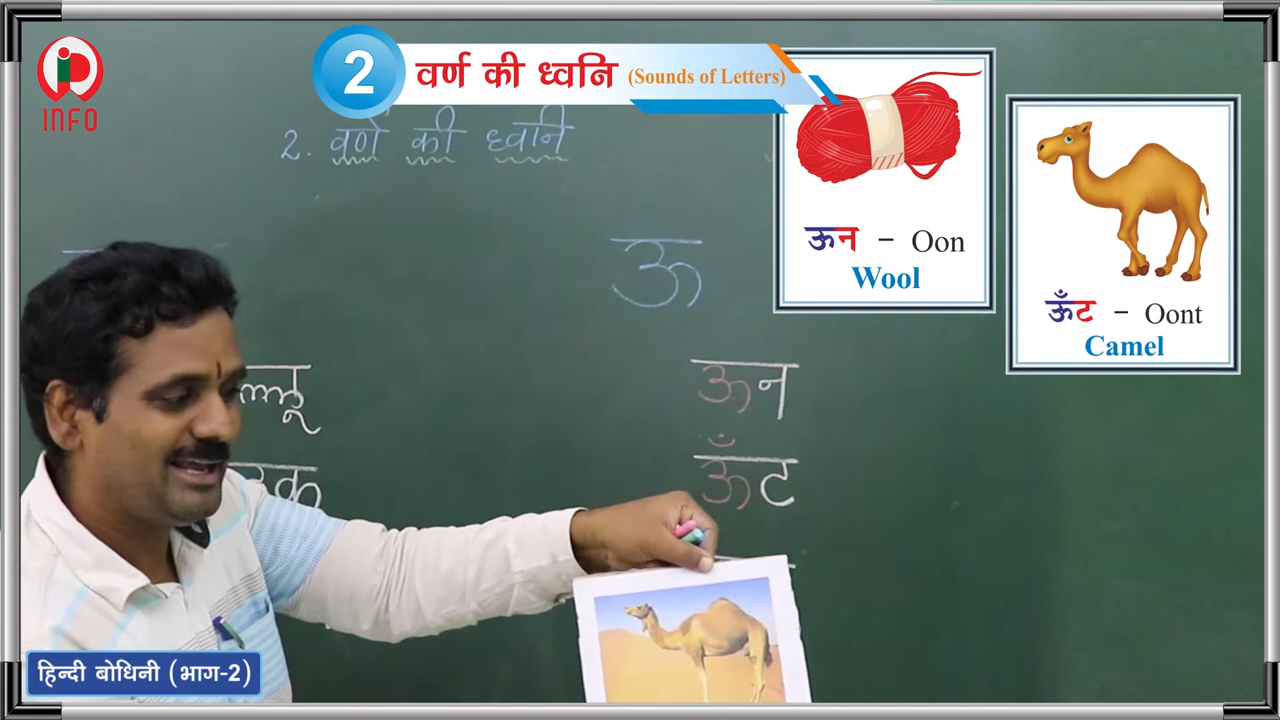 INFO
2 वर्ण की ध्वनि (Sounds of Letters)
2. वर्ण की ध्वनि
ऊ
ऊन - Oon
Wool
ऊँट - Oont
Camel
ऊन
ऊँट
हिन्दी बोधिनी (भाग-2)